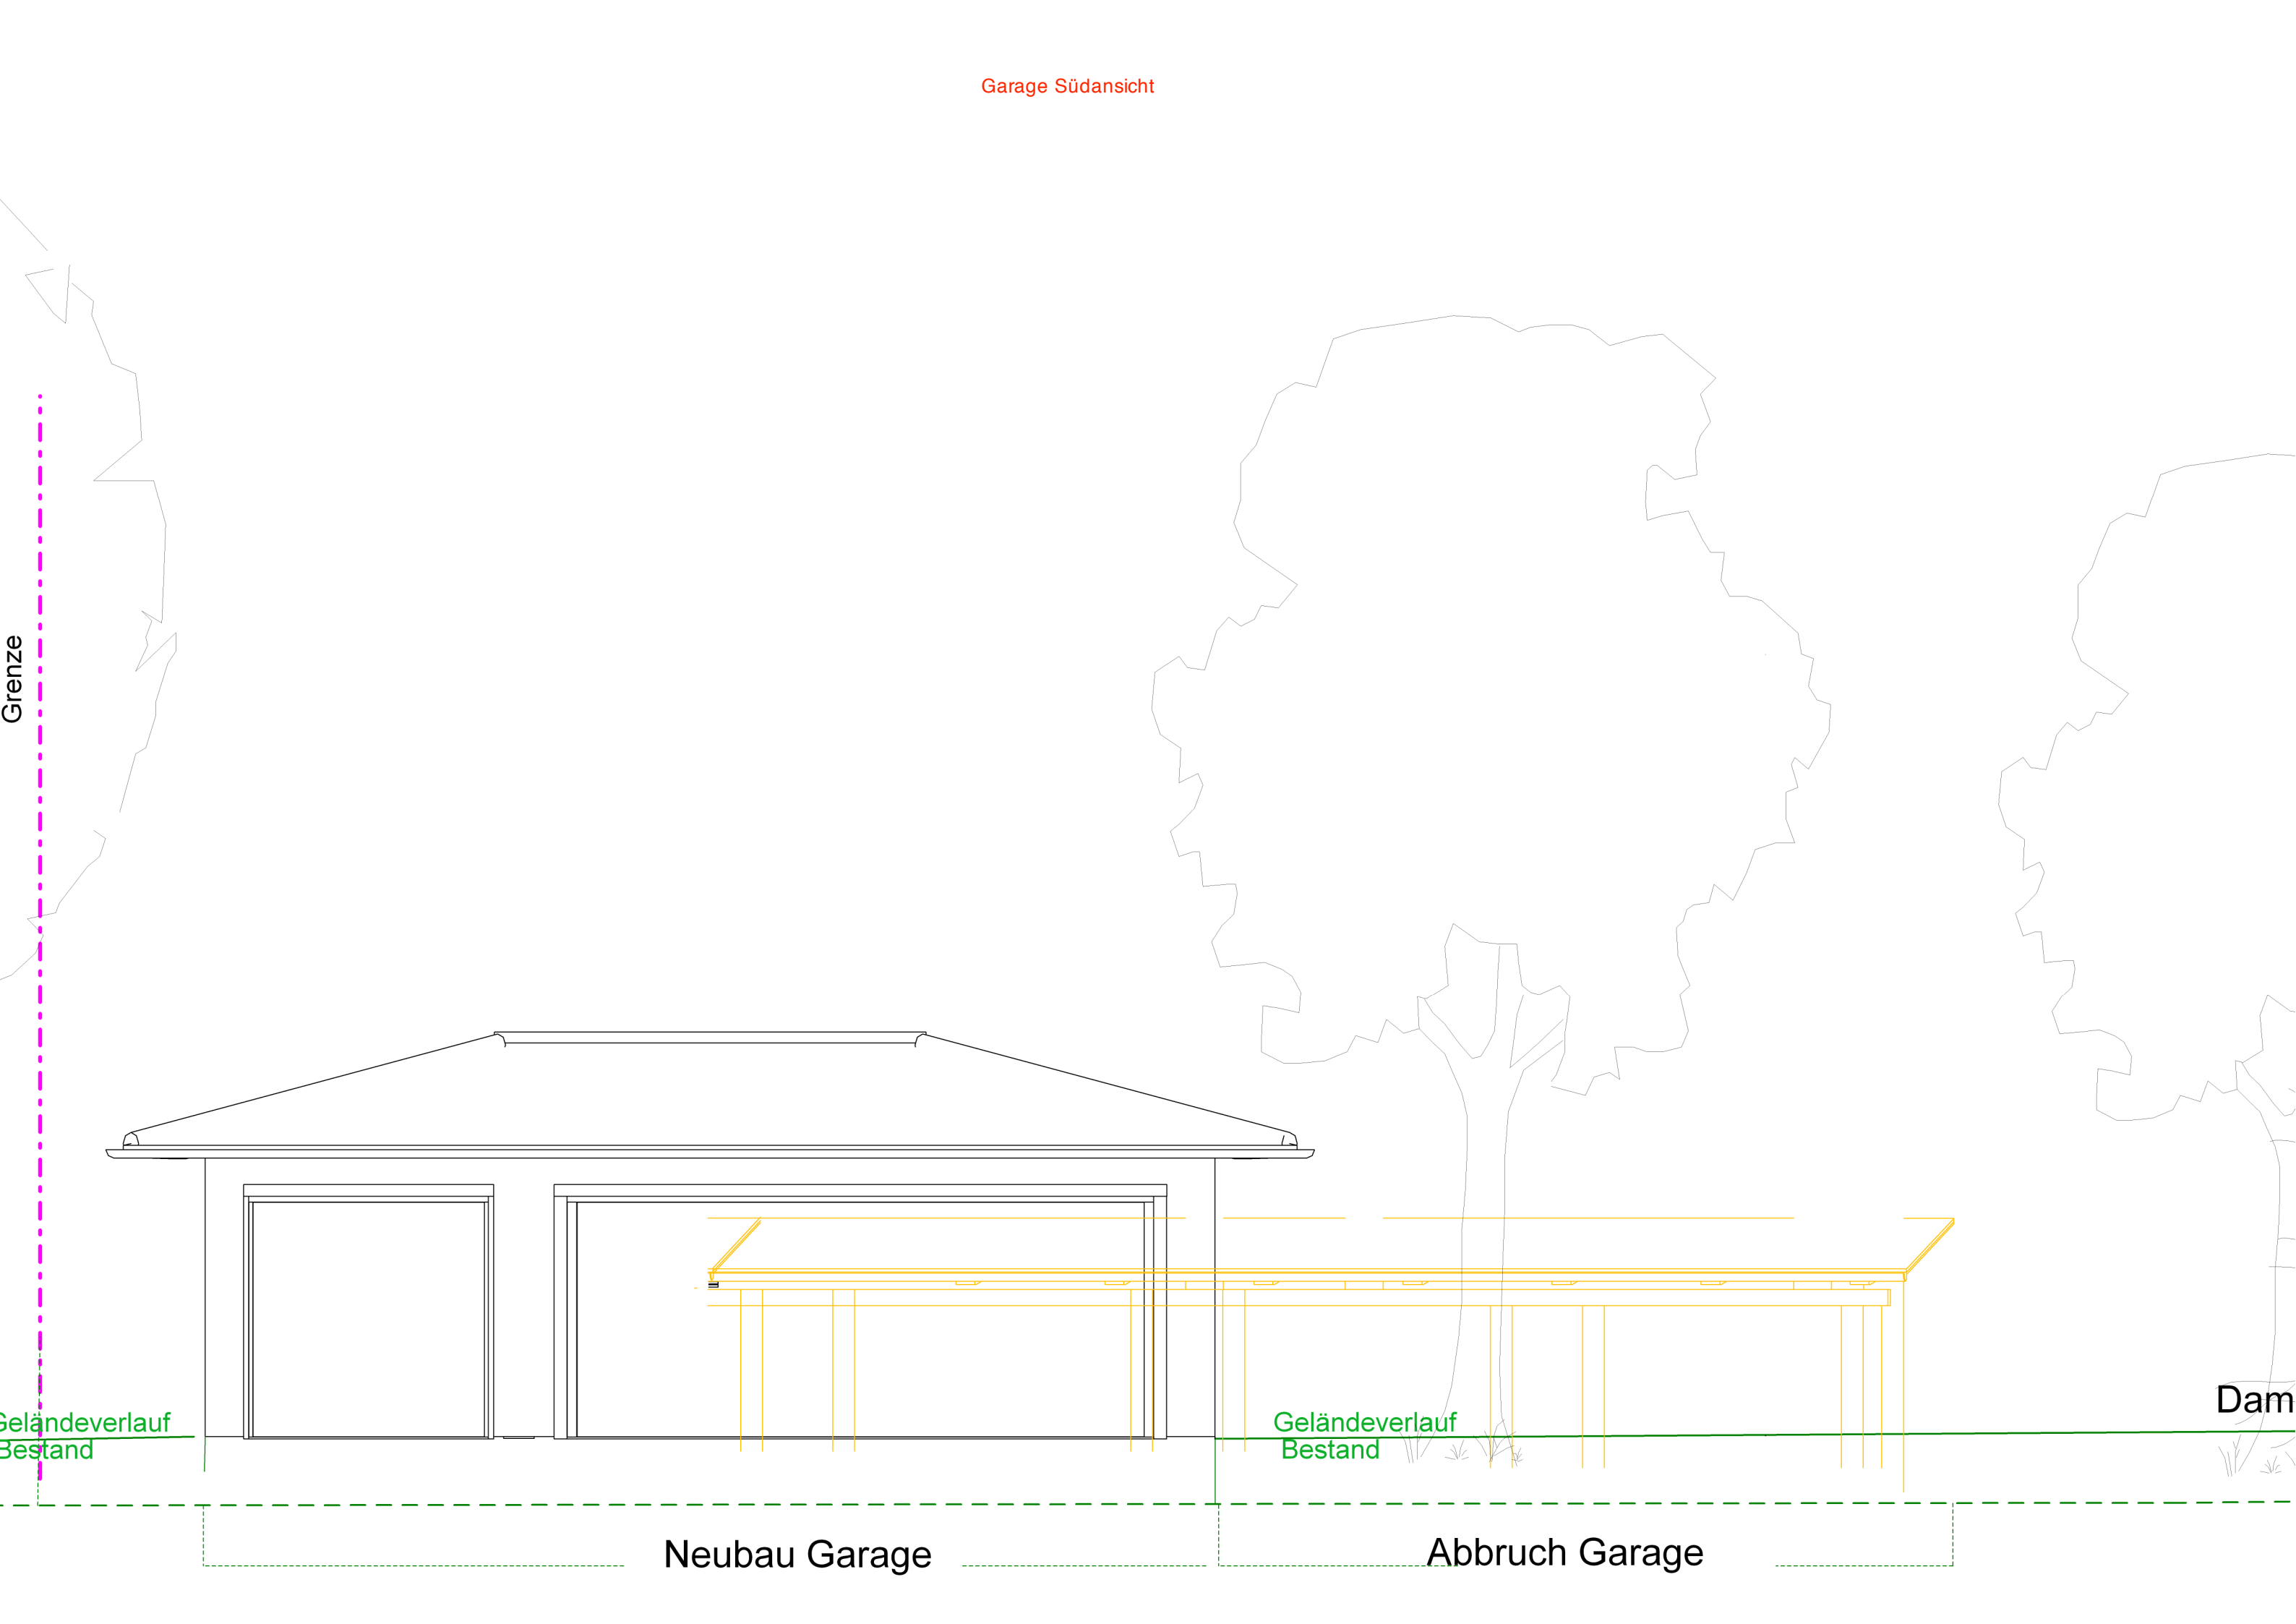 Garage Südansicht
Grenze
Geländeverlauf
Bestand
Geländeverlauf
Bestand
Dam
Neubau Garage
Abbruch Garage